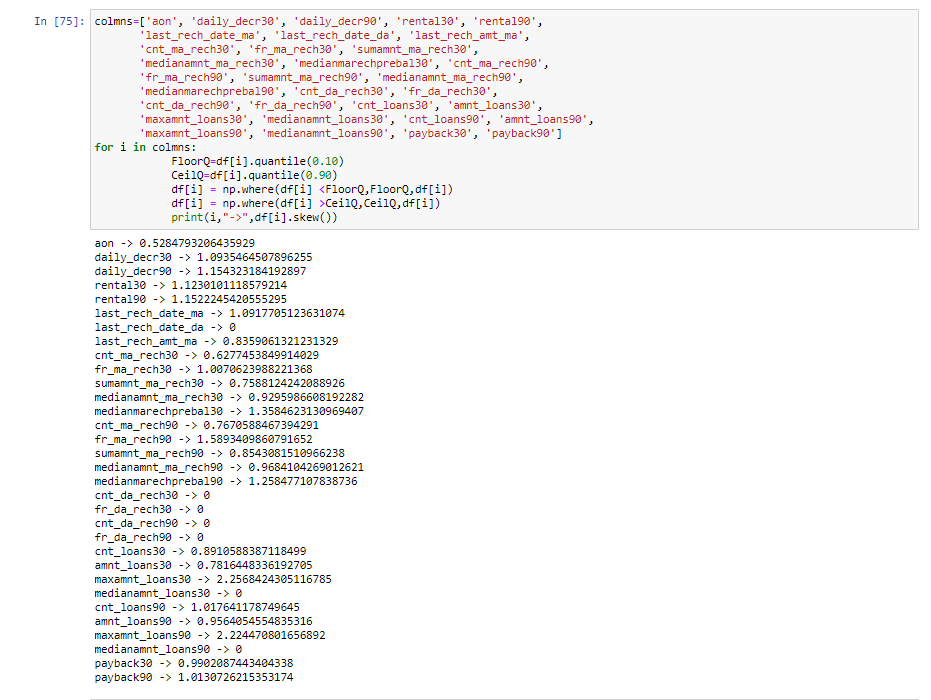 In [75]: colmns=['aon', 'daily_decr30', 'daily_decr90', 'rental30', 'rental90',
'last_rech_date_ma', 'last_rech_date_da', 'last_rech_amt_ma',
'cnt_ma_rech30', 'fr_ma_rech30', 'sumamnt_ma_rech30',
'medianamnt_ma_rech30', 'medianmarechprebal30', 'cnt_ma_rech90',
'fr_ma_rech90', 'sumamnt_ma_rech90', 'medianamnt_ma_rech90',
'medianmarechprebal90', 'cnt_da_rech30', 'fr_da_rech30',
'cnt_da_rech90', 'fr_da_rech90', 'cnt_loans30', 'amnt_loans30',
'maxamnt_loans30', 'medianamnt_loans30', 'cnt_loans90', 'amnt_loans90',
'maxamnt_loans90', 'medianamnt_loans90', 'payback30', 'payback90']
for i in colmns:
FloorQ=df[i].quantile(0.10)
CeilQ=df[i].quantile(0.90)
df[i] = np.where(df[i] <FloorQ,FloorQ,df[i])
df[i] = np.where(df[i] >CeilQ,CeilQ,df[i])
print(i,"->",df[i].skew())
aon -> 0.5284793206435929
daily_decr30 -> 1.0935464507896255
daily_decr90 -> 1.154323184192897
rental30 -> 1.1230101118579214
rental90 -> 1.1522245420555295
last_rech_date_ma -> 1.0917705123631074
last_rech_date_da -> 0
last_rech_amt_ma -> 0.8359061321231329
cnt_ma_rech30 -> 0.6277453849914029
fr_ma_rech30 -> 1.0070623988221368
sumamnt_ma_rech30 -> 0.7588124242088926
medianamnt_ma_rech30 -> 0.9295986608192282
medianmarechprebal30 -> 1.3584623130969407
cnt_ma_rech90 -> 0.7670588467394291
fr_ma_rech90 -> 1.5893409860791652
sumamnt_ma_rech90 -> 0.8543081510966238
medianamnt_ma_rech90 -> 0.9684104269012621
medianmarechprebal90 -> 1.258477107838736
cnt_da_rech30 -> 0
fr_da_rech30 -> 0
cnt_da_rech90 -> 0
fr_da_rech90 -> 0
cnt_loans30 -> 0.8910588387118499
amnt_loans30 -> 0.7816448336192705
maxamnt_loans30 -> 2.2568424305116785
medianamnt_loans30 -> 0
cnt_loans90 -> 1.017641178749645
amnt_loans90 -> 0.9564054554835316
maxamnt_loans90 -> 2.224470801656892
medianamnt_loans90 -> 0
payback30 -> 0.9902087443404338
payback90 -> 1.0130726215353174